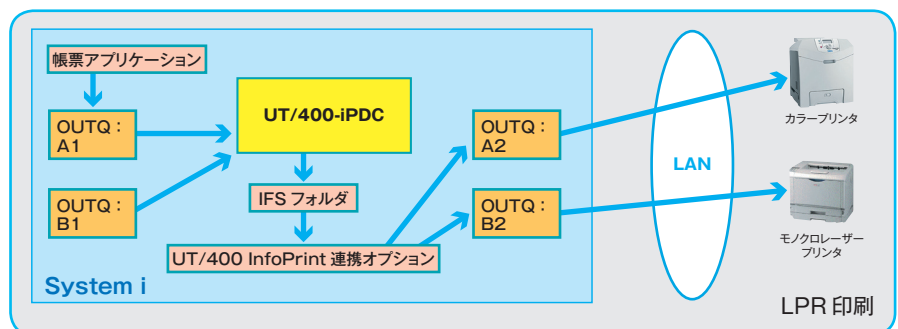 帳票アプリケーション
OUTQ：
A1
OUTQ：
B1
UT/400-iPDC
IFS フォルダ
UT/400 InfoPrint 連携オプション
OUTQ：
A2
OUTQ：
B2
System i
LAN
カラープリンタ
モノクロレーザー
プリンタ
LPR 印刷